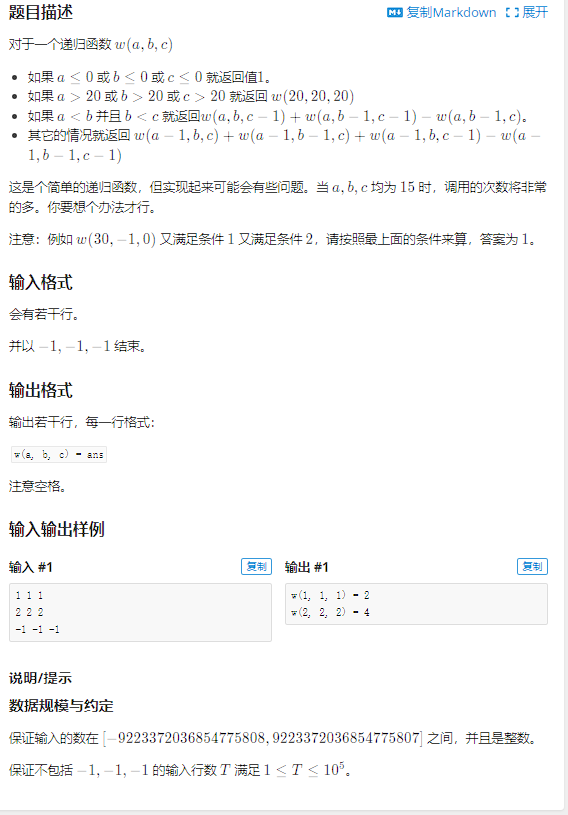 题目描述
复制Markdown 展开
对于一个递归函数 w(a, b, c)
• 如果 a ≤ 0 或 b ≤ 0 或 c ≤ 0 就返回值1。
• 如果 a > 20 或 b > 20 或 c > 20 就返回 w(20, 20, 20)
• 如果 a < b 并且 b < c 就返回w(a, b, c − 1) + w(a, b − 1, c − 1) − w(a, b − 1, c)。
• 其它的情况就返回 w(a − 1, b, c) + w(a − 1, b − 1, c) + w(a − 1, b, c − 1) − w(a −
1, b − 1, c − 1)
这是个简单的递归函数，但实现起来可能会有些问题。当 a, b, c 均为 15 时，调用的次数将非常
的多。你要想个办法才行。
注意：例如 w(30, −1, 0) 又满足条件 1 又满足条件 2，请按照最上面的条件来算，答案为 1。
输入格式
会有若干行。
并以 −1, −1, −1 结束。
输出格式
输出若干行，每一行格式：
w(a, b, c) = ans
注意空格。
输入输出样例
输入 #1 复制
1 1 1
2 2 2
-1 -1 -1
输出 #1 复制
w(1, 1, 1) = 2
w(2, 2, 2) = 4
说明/提示
数据规模与约定
保证输入的数在 [−9223372036854775808, 9223372036854775807] 之间，并且是整数。
保证不包括 −1, −1, −1 的输入行数 T 满足 1 ≤ T ≤ 10⁵。